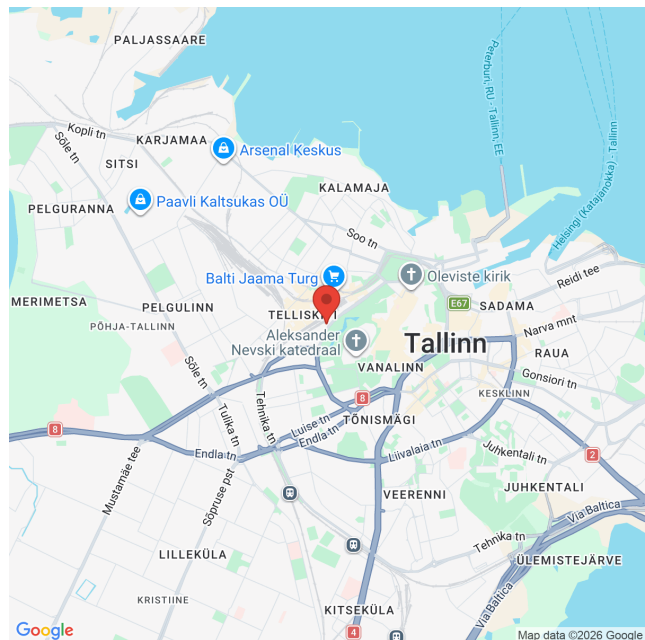 PALJASSAARE
Peterburi, RU - Tallinn, EE
Kopli tn
KARJAMAA
Arsenal Keskus
Sõle tn
SITSI
KALAMAJA
Helsingi (Katajanokka) - Tallinn
Paavli Kaltsukas OÜ
PELGURANNA
Soo tn
Balti Jaama Turg
Oleviste kirik
Reidi tee
MERIMETSA
PELGULINN
E67
SADAMA
PÕHJA-TALLINN
Narva mnt
Aleksander
Nevski katedraal
Tallinn
RAUA
Sõle tn
VANALINN
Gonsiori tn
8
KESKLINN
Tulika tn
Tehnika tn
Luise tn
TÕNISMÄGI
8
Endla tn
Endla tn
Liivalaia tn
Juhkentali tn
2
Mustamäe tee
Sõpruse pst
VEERENNI
JUHKENTALI
Via Baltica
Tehnika tn
LILLEKÜLA
ÜLEMISTEJÄRVE
KRISTIINE
KITSEKÜLA
Via Baltica
4
Google
Map data ©2026 Google